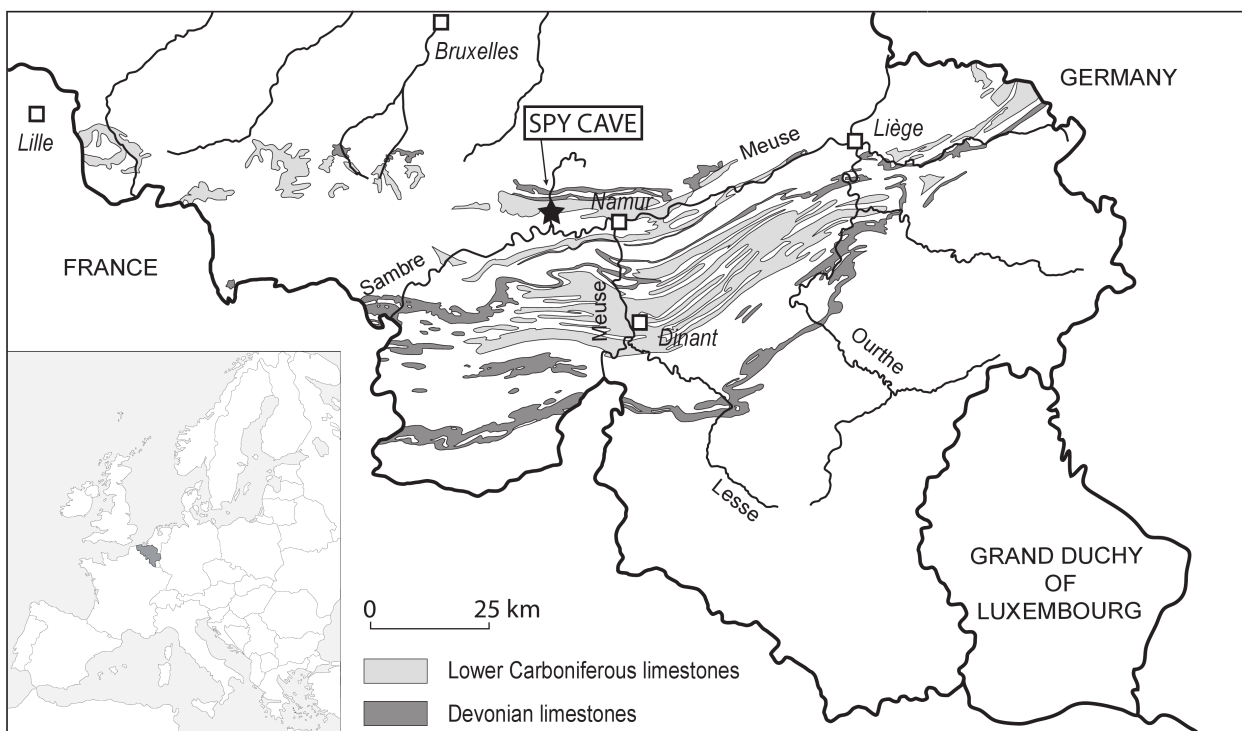 Bruxelles
GERMANY
Lille
SPY CAVE
Meuse
Liège
Namur
FRANCE
Sambre
Meuse
Dinant
Ourthe
Lesse
GRAND DUCHY
OF
LUXEMBOURG
0 25 km
Lower Carboniferous limestones
Devonian limestones